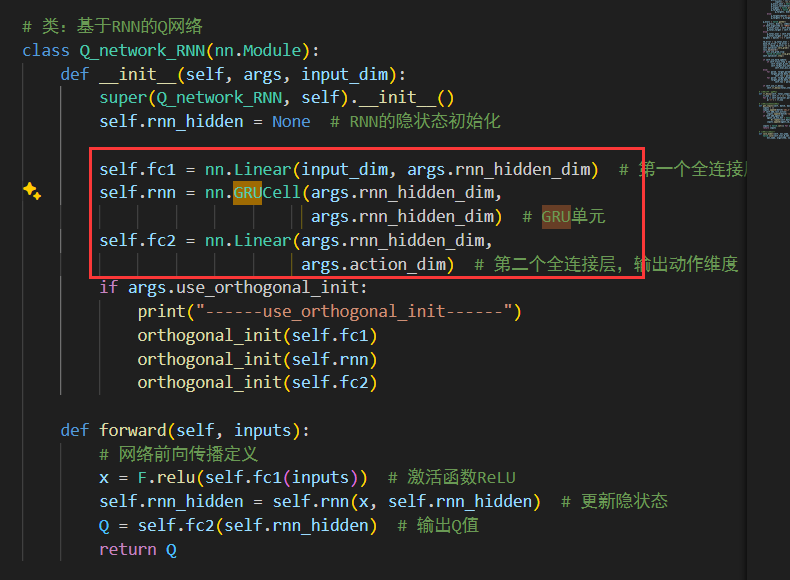 # 类：基于RNN的Q网络
class Q_network_RNN(nn.Module):
    def __init__(self, args, input_dim):
        super(Q_network_RNN, self).__init__()
        self.rnn_hidden = None  # RNN的隐状态初始化

        self.fc1 = nn.Linear(input_dim, args.rnn_hidden_dim)  # 第一个全连接
        self.rnn = nn.GRUCell(args.rnn_hidden_dim,
                              args.rnn_hidden_dim)  # GRU单元
        self.fc2 = nn.Linear(args.rnn_hidden_dim,
                             args.action_dim)  # 第二个全连接层，输出动作维度
        if args.use_orthogonal_init:
            print("------use_orthogonal_init------")
            orthogonal_init(self.fc1)
            orthogonal_init(self.rnn)
            orthogonal_init(self.fc2)

    def forward(self, inputs):
        # 网络前向传播定义
        x = F.relu(self.fc1(inputs))  # 激活函数ReLU
        self.rnn_hidden = self.rnn(x, self.rnn_hidden)  # 更新隐状态
        Q = self.fc2(self.rnn_hidden)  # 输出Q值
        return Q